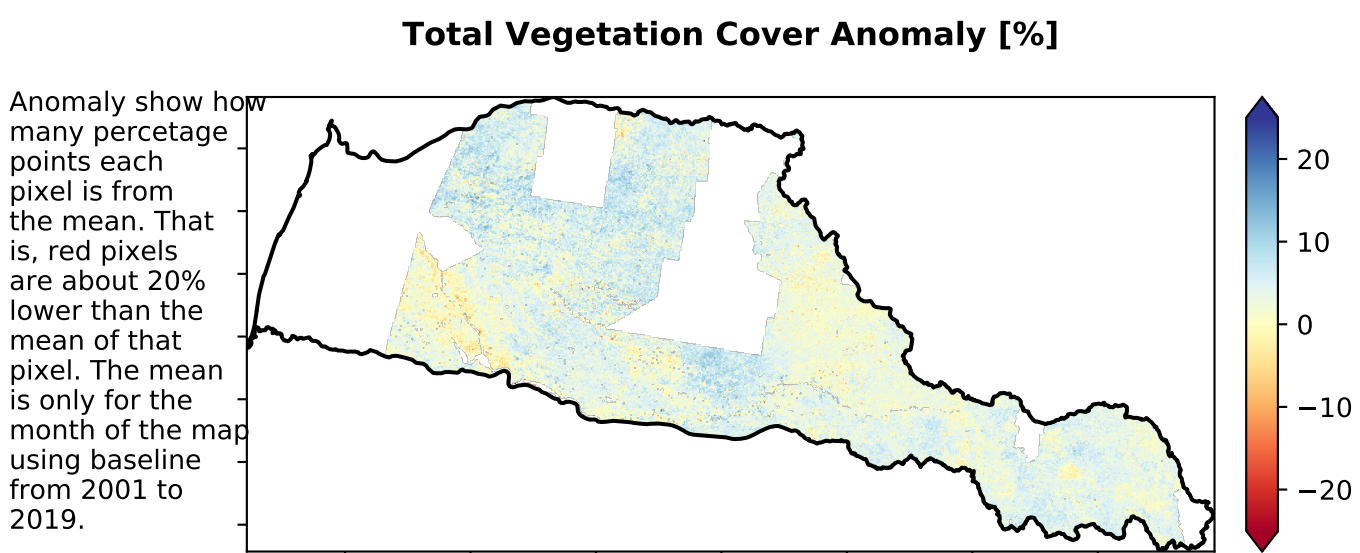 Total Vegetation Cover Anomaly [%]
Anomaly show how
many percetage
points each
pixel is from
the mean. That
is, red pixels
are about 20%
lower than the
mean of that
pixel. The mean
is only for the
month of the map
using baseline
from 2001 to
2019.
20
10
0
−10
−20